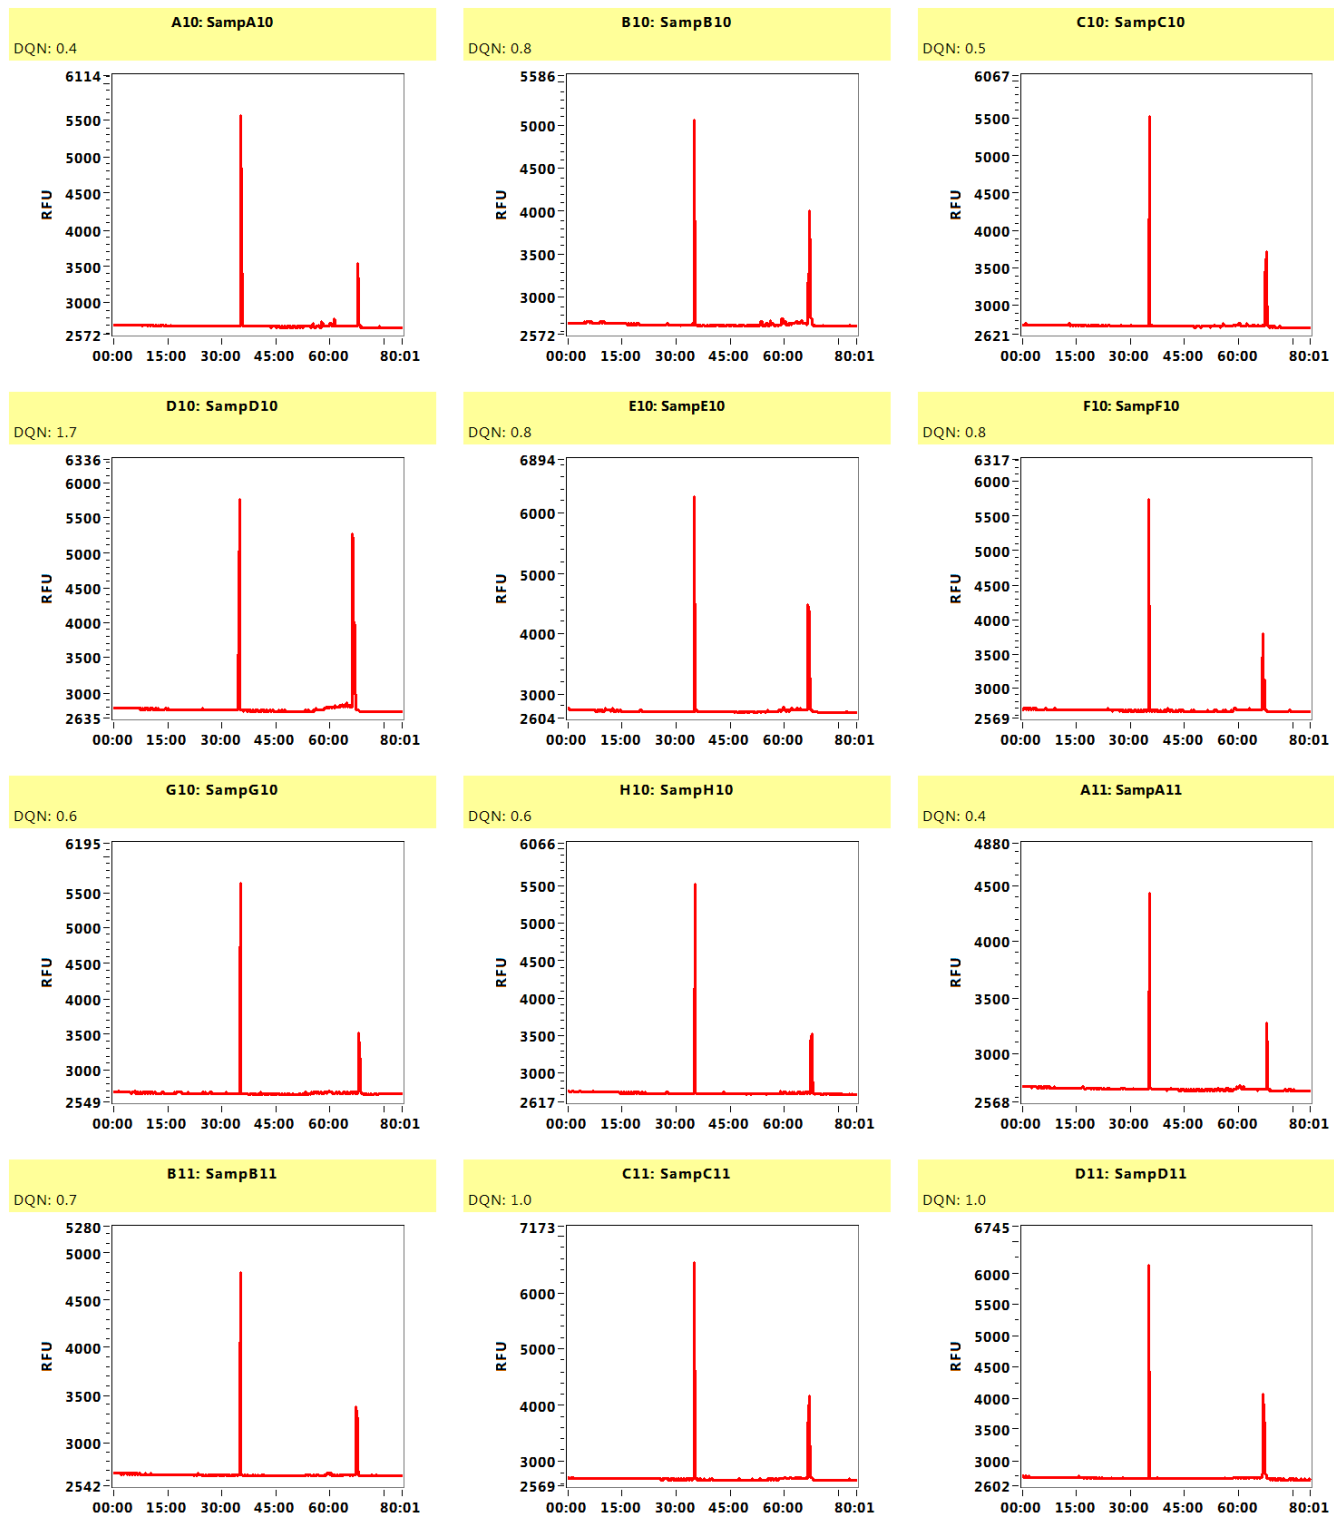 A10: SampA10
DQN: 0.4
6114
5500
5000
4500
4000
3500
3000
2572
RFU
00:00 15:00 30:00 45:00 60:00 80:01
B10: SampB10
DQN: 0.8
5586
5000
4500
4000
3500
3000
2572
RFU
00:00 15:00 30:00 45:00 60:00 80:01
C10: SampC10
DQN: 0.5
6067
5500
5000
4500
4000
3500
3000
2621
RFU
00:00 15:00 30:00 45:00 60:00 80:01
D10: SampD10
DQN: 1.7
6336
6000
5500
5000
4500
4000
3500
3000
2635
RFU
00:00 15:00 30:00 45:00 60:00 80:01
E10: SampE10
DQN: 0.8
6894
6000
5000
4000
3000
2604
RFU
00:00 15:00 30:00 45:00 60:00 80:01
F10: SampF10
DQN: 0.8
6317
6000
5500
5000
4500
4000
3500
3000
2569
RFU
00:00 15:00 30:00 45:00 60:00 80:01
G10: SampG10
DQN: 0.6
6195
5500
5000
4500
4000
3500
3000
2549
RFU
00:00 15:00 30:00 45:00 60:00 80:01
H10: SampH10
DQN: 0.6
6066
5500
5000
4500
4000
3500
3000
2617
RFU
00:00 15:00 30:00 45:00 60:00 80:01
A11: SampA11
DQN: 0.4
4880
4500
4000
3500
3000
2568
RFU
00:00 15:00 30:00 45:00 60:00 80:01
B11: SampB11
DQN: 0.7
5280
5000
4500
4000
3500
3000
2542
RFU
00:00 15:00 30:00 45:00 60:00 80:01
C11: SampC11
DQN: 1.0
7173
6000
5000
4000
3000
2569
RFU
00:00 15:00 30:00 45:00 60:00 80:01
D11: SampD11
DQN: 1.0
6745
6000
5500
5000
4500
4000
3500
3000
2602
RFU
00:00 15:00 30:00 45:00 60:00 80:01